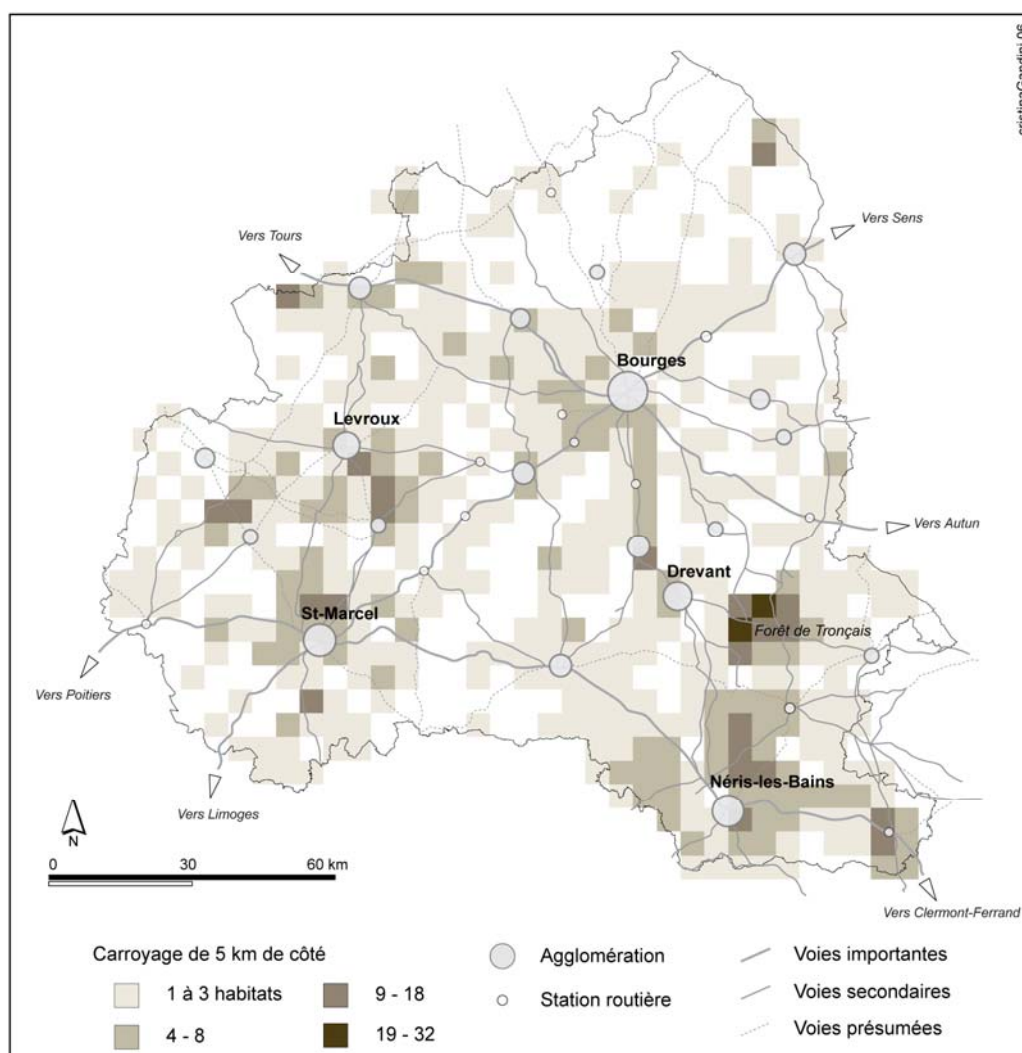 cristinaGandini 06
Vers Sens
Vers Tours
Bourges
Levroux
Vers Autun
Drevant
St-Marcel
Forêt de Tronçais
Vers Poitiers
Néris-les-Bains
Vers Limoges
N
0 30 60 km
Vers Clermont-Ferrand
Carroyage de 5 km de côté
1 à 3 habitats
9 - 18
4 - 8
19 - 32
Agglomération
Station routière
Voies importantes
Voies secondaires
Voies présumées